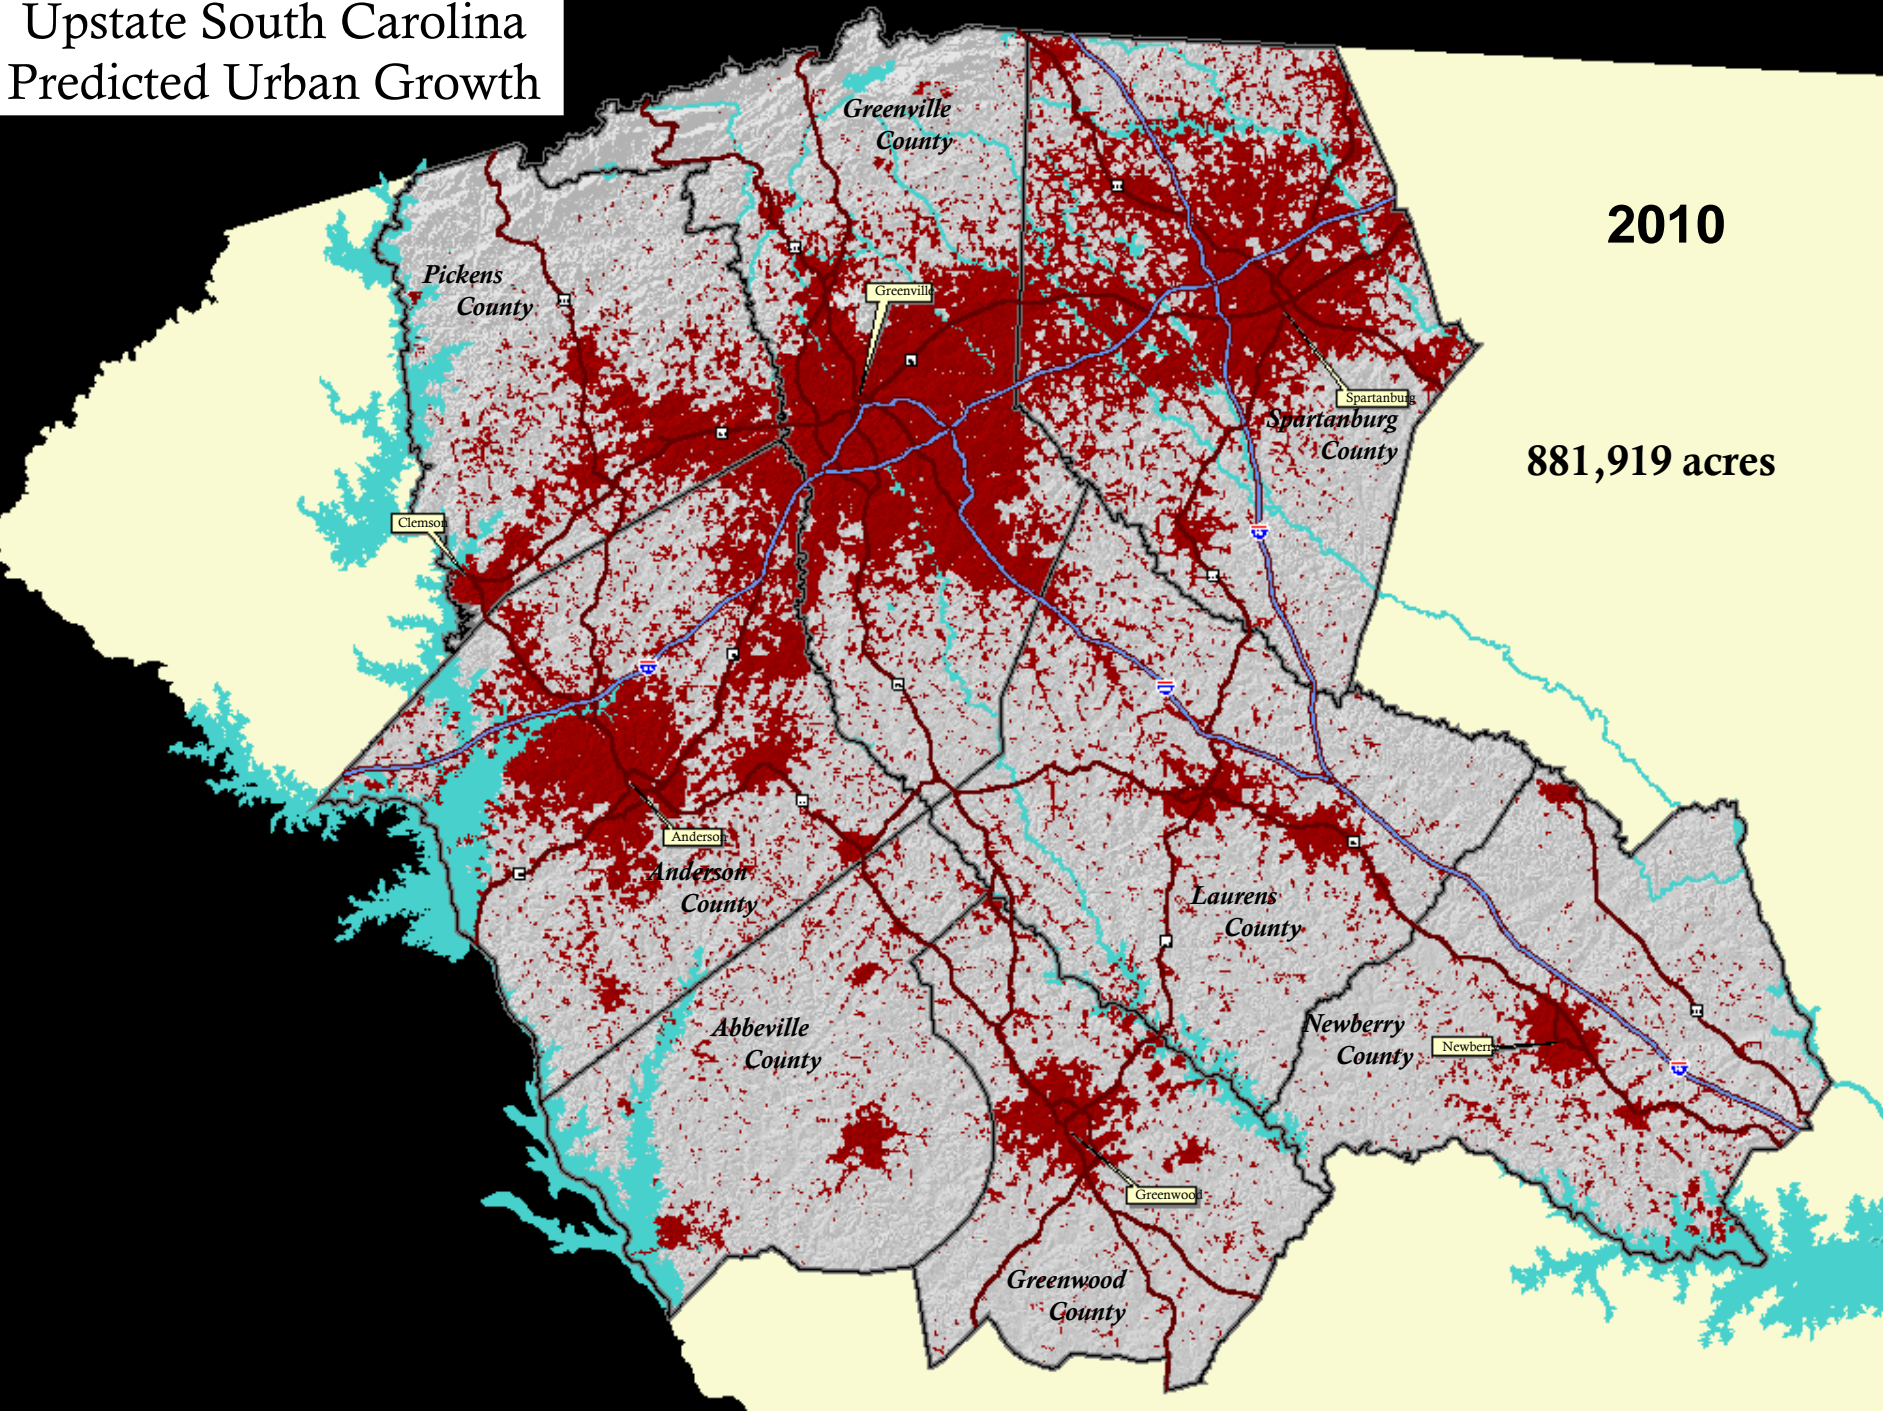 Upstate South Carolina
Predicted Urban Growth
Greenville
County
2010
Pickens
County
Greenville
Spartanburg
Spartanburg
County
881,919 acres
Clemson
Anderson
Anderson
County
Laurens
County
Abbeville
County
Newberry
County
Newberry
Greenwood
Greenwood
County